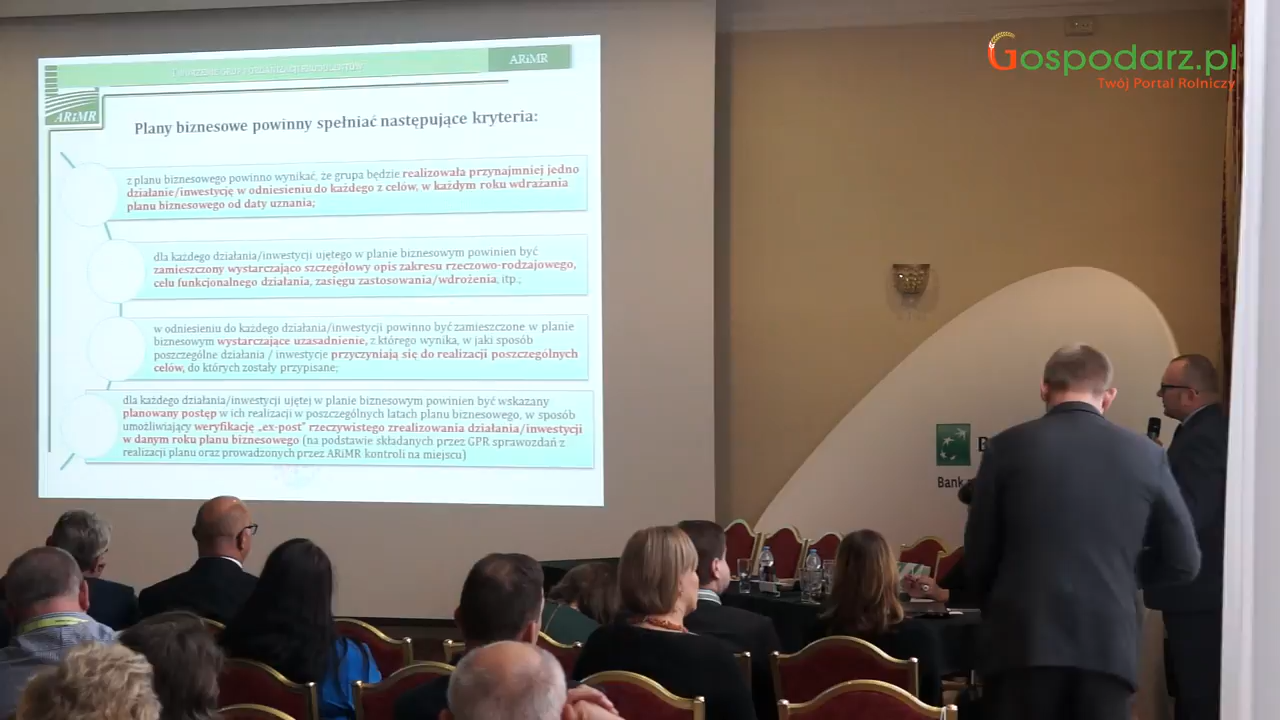 Gospodarz.pl
Twój Portal Rolniczy
ARiMR
ARiMR
Plany biznesowe powinny spełniać następujące kryteria:
z planu biznesowego powinno wynikać, że grupa będzie realizowała przynajmniej jedno
działanie/inwestycję w odniesieniu do każdego z celów, w każdym roku wdrażania
planu biznesowego od daty uznania;
dla każdego działania/inwestycji ujętego w planie biznesowym powinien być
zamieszczony wystarczająco szczegółowy opis zakresu rzeczowo-rodzajowego,
celu funkcjonalnego działania, zasięgu zastosowania/wdrożenia, itp.,
w odniesieniu do każdego działania/inwestycji powinno być zamieszczone w planie
biznesowym wystarczające uzasadnienie, z którego wynika, w jaki sposób
poszczególne działania / inwestycje przyczyniają się do realizacji poszczególnych
celów, do których zostały przypisane;
dla każdego działania/inwestycji ujętej w planie biznesowym powinien być wskazany
planowany postęp w ich realizacji w poszczególnych latach planu biznesowego, w sposób
umożliwiający weryfikację „ex-post” rzeczywistego zrealizowania działania/inwestycji
w danym roku planu biznesowego (na podstawie składanych przez GPR sprawozdań z
realizacji planu oraz prowadzonych przez ARiMR kontroli na miejscu)
Bank